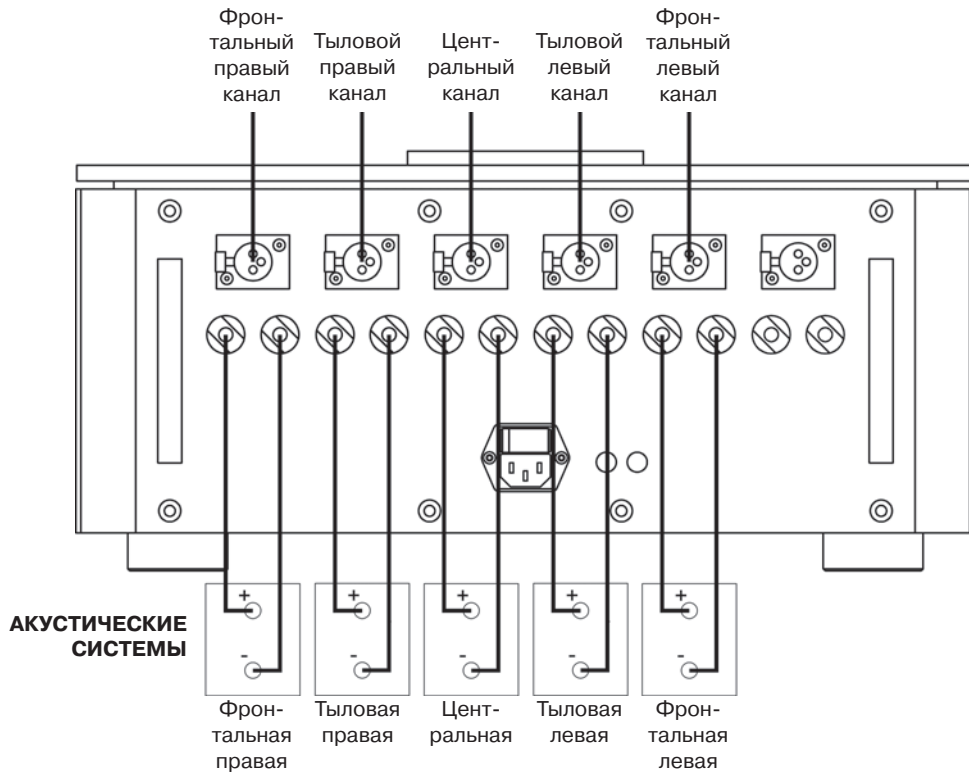 Фрон-
тальный
правый
канал
Тыловой
правый
канал
Цент-
ральный
канал
Тыловой
левый
канал
Фрон-
тальный
левый
канал
+
-
+
-
+
-
+
-
+
-
АКУСТИЧЕСКИЕ
СИСТЕМЫ
Фрон-
тальная
правая
Тыловая
правая
Цент-
ральная
Тыловая
левая
Фрон-
тальная
левая